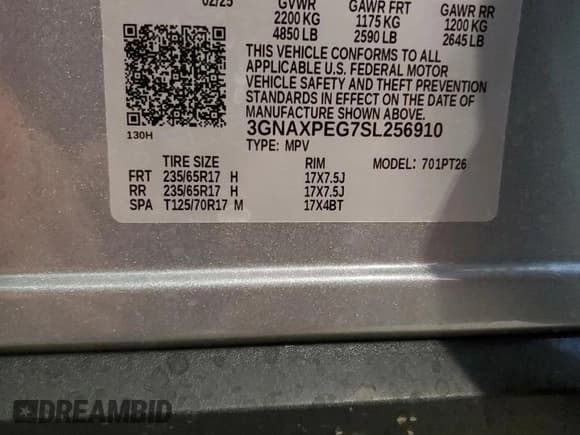 02/25 GVWR GAWR FRT GAWR RR
2200 KG 1175 KG 1200 KG
4850 LB 2590 LB 2645 LB
THIS VEHICLE CONFORMS TO ALL
APPLICABLE U.S. FEDERAL MOTOR
VEHICLE SAFETY AND THEFT PREVENTION
STANDARDS IN EFFECT ON THE DATE OF
MANUFACTURE SHOWN ABOVE.
130H
3GNAXPEG7SL256910
TYPE: MPV
TIRE SIZE RIM MODEL: 701PT26
FRT 235/65R17 H 17X7.5J
RR 235/65R17 H 17X7.5J
SPA T125/70R17 M 17X4BT
DREAMBID